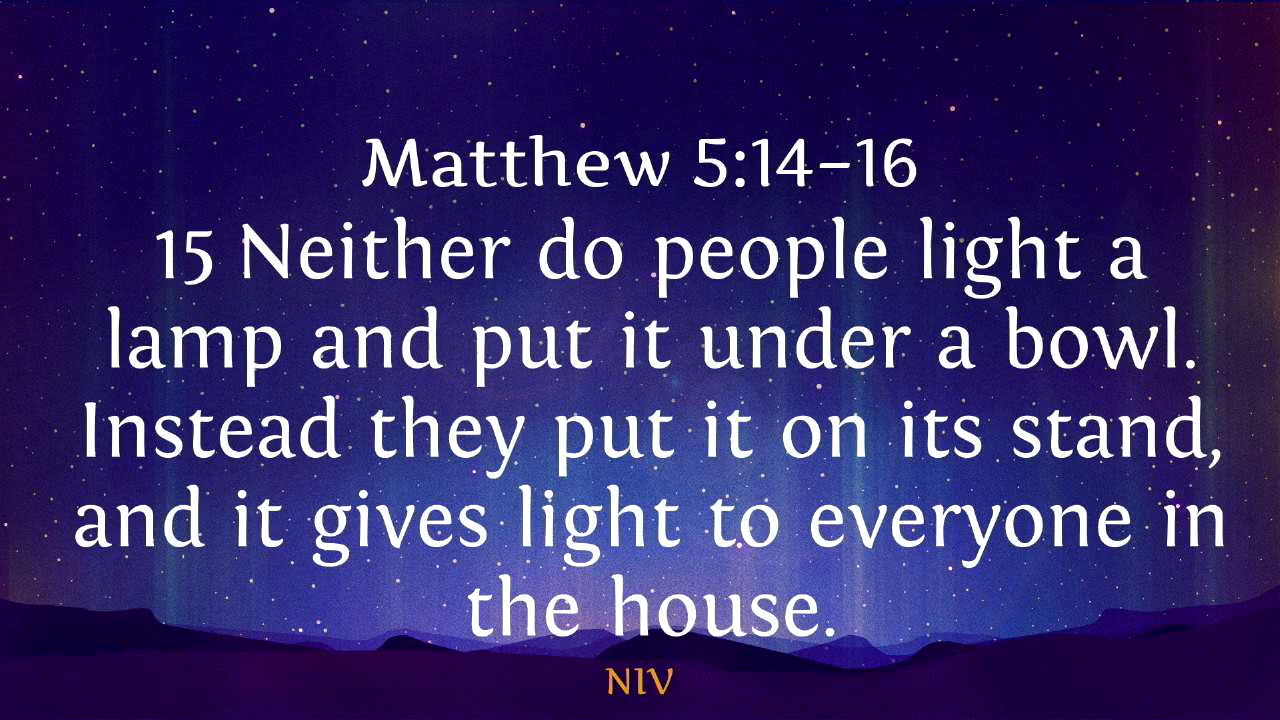 Matthew 5:14–16
15 Neither do people light a
lamp and put it under a bowl.
Instead they put it on its stand,
and it gives light to everyone in
the house.
NIV